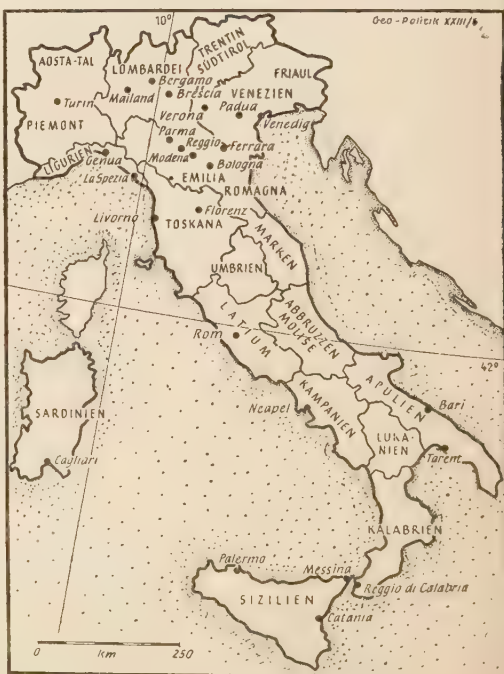 10°
Geo-Politik XXIII/6
TRENTIN
SÜDTIROL
AOSTA-TAL
LOMBARDEI
FRIAUL
Bergamo
Brescia
VENEZIEN
Turin
Mailand
Verona
Padua
Venedig
PIEMONT
Parma
Reggio
Ferrara
LIGURIEN
Genua
Modena
Bologna
La Spezia
EMILIA
ROMAGNA
Livorno
Florenz
TOSKANA
MARKEN
UMBRIEN
LATIUM
ABBRUZZEN
MOLISE
Rom
42°
APULIEN
KAMPANIEN
Bari
Neapel
SARDINIEN
LUKA-
NIEN
Tarent
Cagliari
KALABRIEN
Palermo
Messina
Reggio di Calabria
SIZILIEN
Catania
0 km 250